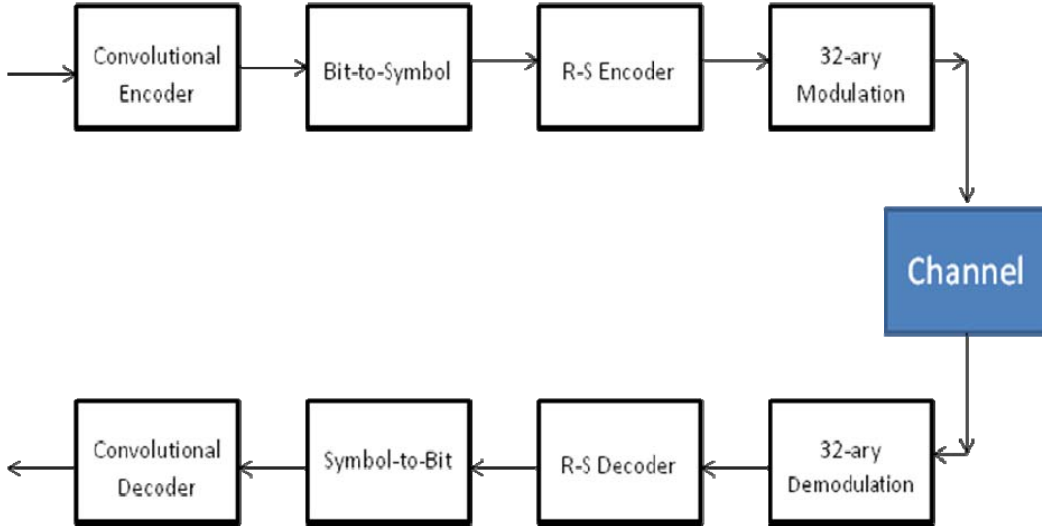 Convolutional
Encoder
Bit-to-Symbol
R-S Encoder
32-ary
Modulation
Channel
Convolutional
Decoder
Symbol-to-Bit
R-S Decoder
32-ary
Demodulation